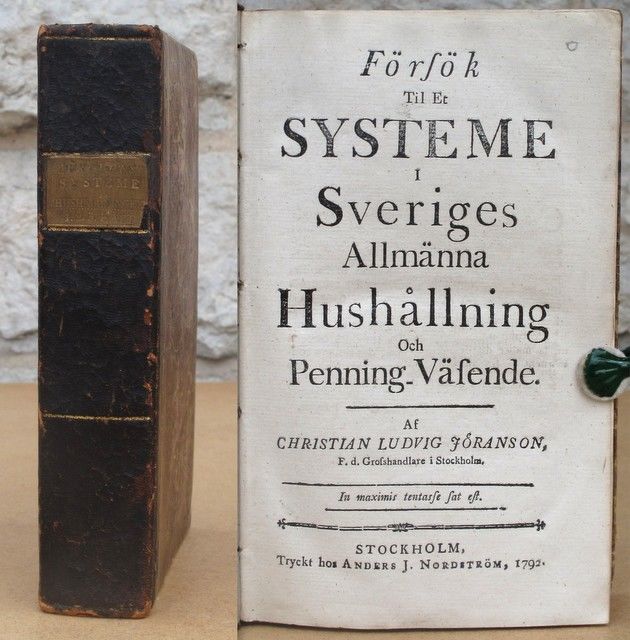 SYSTEME
HUSHÅLLNING
Förſök
Til Et
SYSTEME
I
Sveriges
Allmänna
Hushållning
Och
Penning-Väſende.
Af
CHRISTIAN LUDVIG JÖRANSON,
F. d. Groſshandlare i Stockholm.
In maximis tentaſſe ſat eſt.
STOCKHOLM,
Tryckt hos ANDERS J. NORDSTRÖM, 1792.